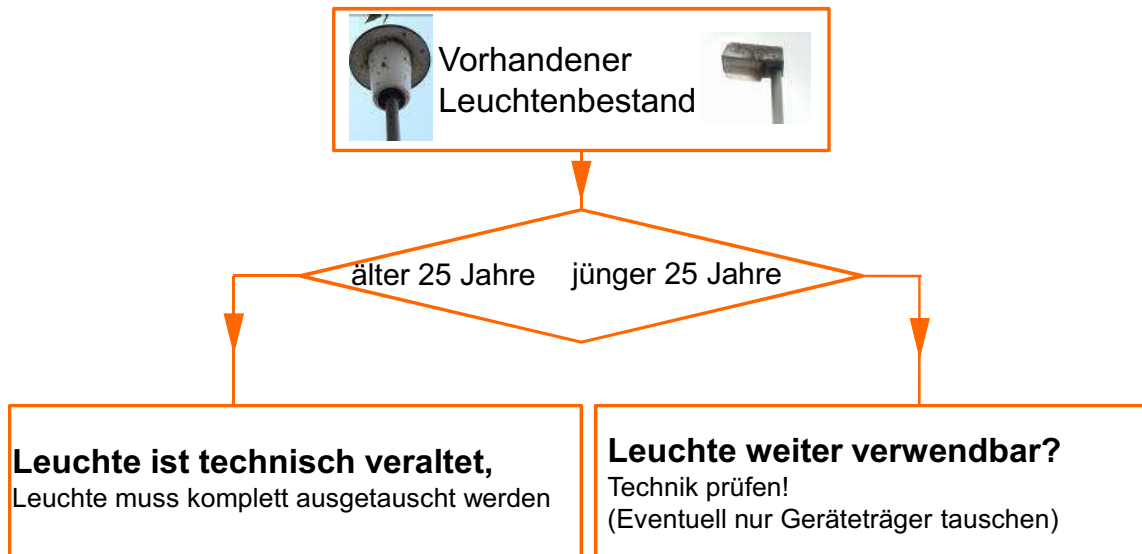 Vorhandener
Leuchtenbestand
älter 25 Jahre jünger 25 Jahre
Leuchte ist technisch veraltet,
Leuchte muss komplett ausgetauscht werden
Leuchte weiter verwendbar?
Technik prüfen!
(Eventuell nur Geräteträger tauschen)